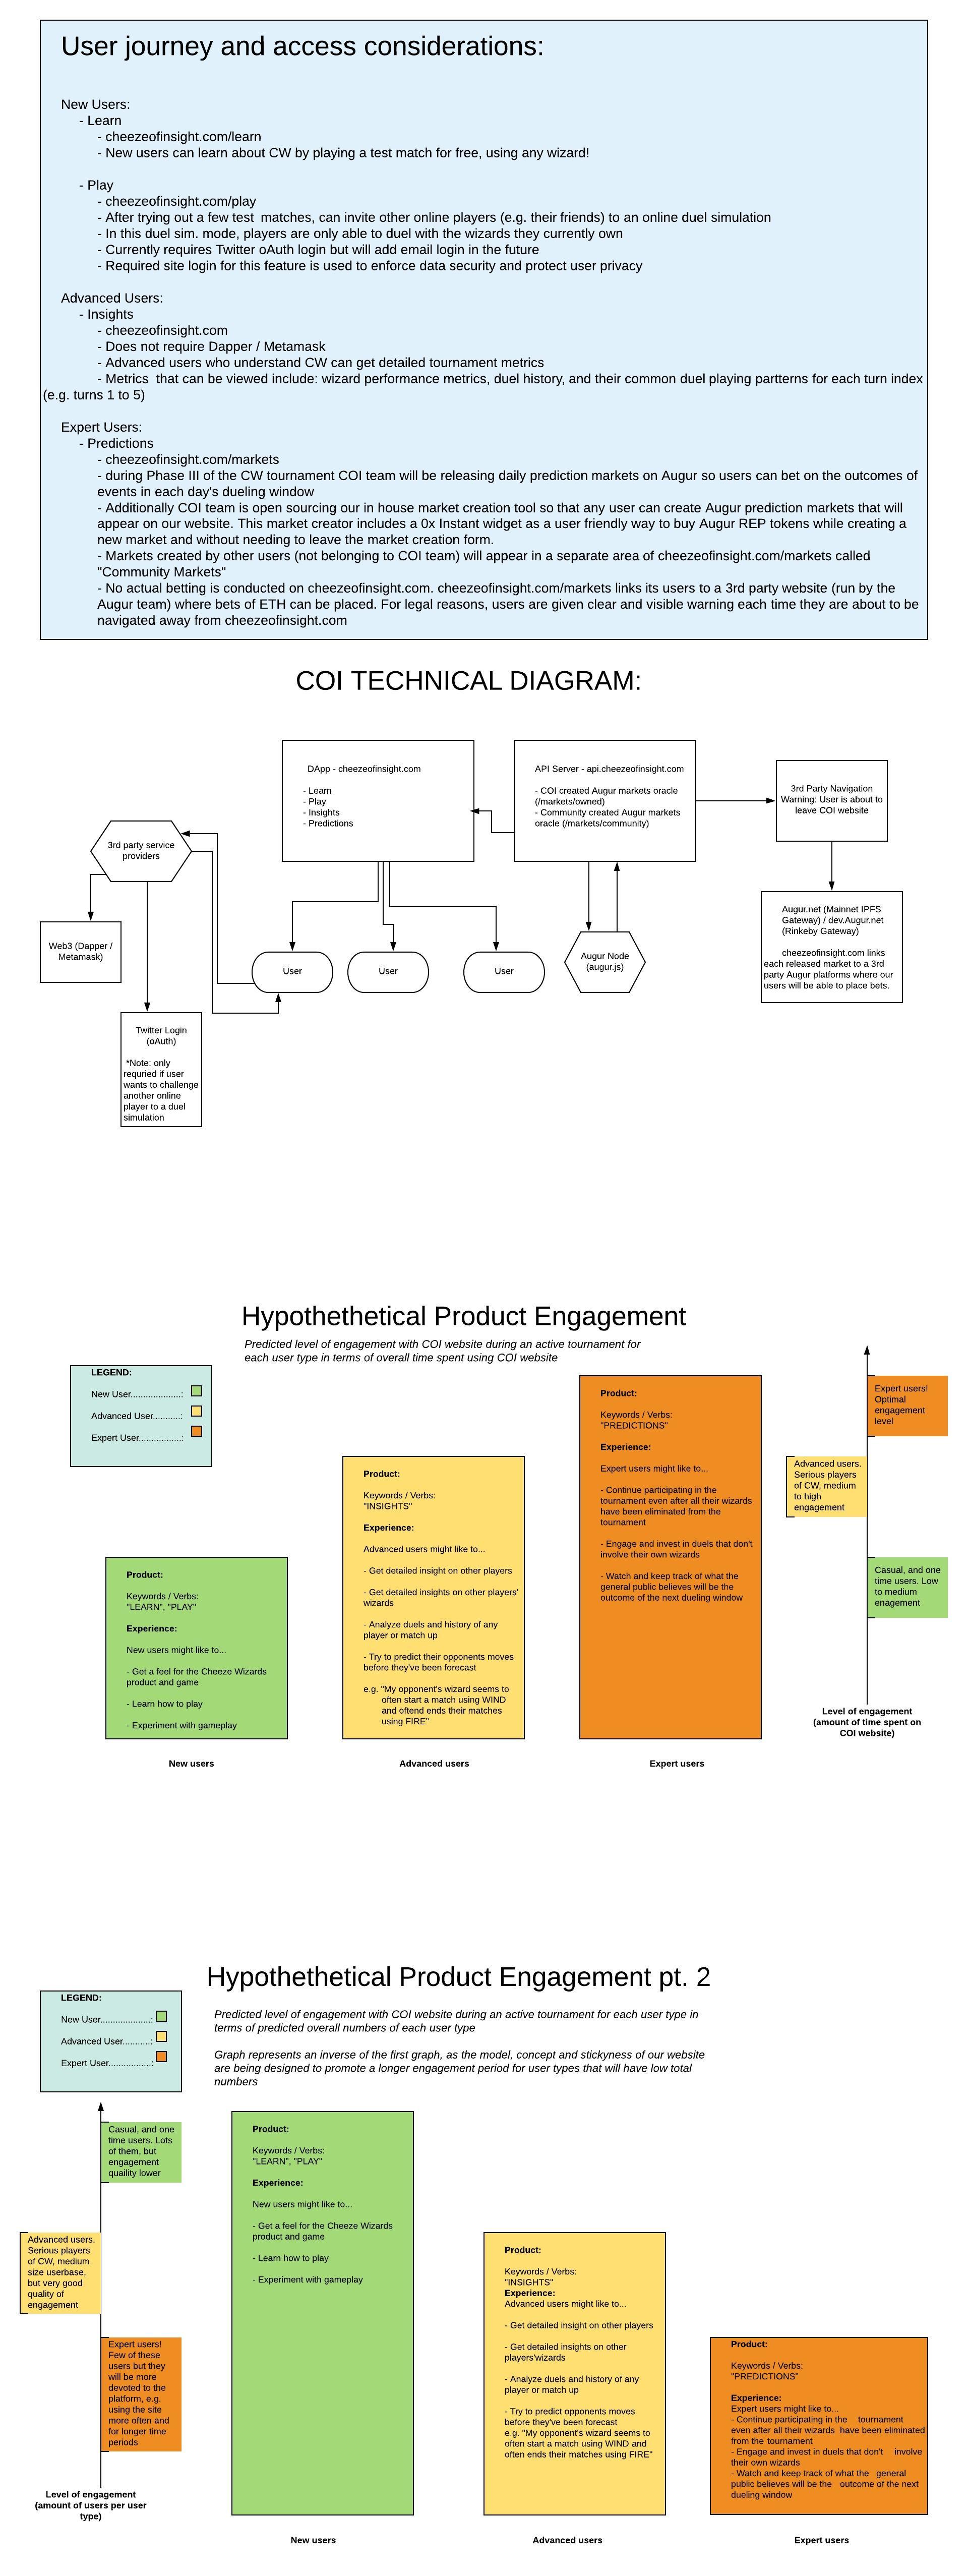 User journey and access considerations:
New Users:
- Learn
- cheezeofinsight.com/learn
- New users can learn about CW by playing a test match for free, using any wizard!
- Play
- cheezeofinsight.com/play
- After trying out a few test  matches, can invite other online players (e.g. their friends) to an online duel simulation
- In this duel sim. mode, players are only able to duel with the wizards they currently own
- Currently requires Twitter oAuth login but will add email login in the future
- Required site login for this feature is used to enforce data security and protect user privacy
Advanced Users:
- Insights
- cheezeofinsight.com
- Does not require Dapper / Metamask
- Advanced users who understand CW can get detailed tournament metrics
- Metrics  that can be viewed include: wizard performance metrics, duel history, and their common duel playing partterns for each turn index
(e.g. turns 1 to 5)
Expert Users:
- Predictions
- cheezeofinsight.com/markets
- during Phase III of the CW tournament COI team will be releasing daily prediction markets on Augur so users can bet on the outcomes of
events in each day's dueling window
- Additionally COI team is open sourcing our in house market creation tool so that any user can create Augur prediction markets that will
appear on our website. This market creator includes a 0x Instant widget as a user friendly way to buy Augur REP tokens while creating a
new market and without needing to leave the market creation form.
- Markets created by other users (not belonging to COI team) will appear in a separate area of cheezeofinsight.com/markets called
"Community Markets"
- No actual betting is conducted on cheezeofinsight.com. cheezeofinsight.com/markets links its users to a 3rd party website (run by the
Augur team) where bets of ETH can be placed. For legal reasons, users are given clear and visible warning each time they are about to be
navigated away from cheezeofinsight.com
COI TECHNICAL DIAGRAM:
DApp - cheezeofinsight.com
- Learn
- Play
- Insights
- Predictions
API Server - api.cheezeofinsight.com
- COI created Augur markets oracle
(/markets/owned)
- Community created Augur markets
oracle (/markets/community)
3rd Party Navigation
Warning: User is about to
leave COI website
3rd party service
providers
Web3 (Dapper /
Metamask)
User
User
User
Augur Node
(augur.js)
Augur.net (Mainnet IPFS
Gateway) / dev.Augur.net
(Rinkeby Gateway)
cheezeofinsight.com links
each released market to a 3rd
party Augur platforms where our
users will be able to place bets.
Twitter Login
(oAuth)
*Note: only
requried if user
wants to challenge
another online
player to a duel
simulation
Hypothethetical Product Engagement
Predicted level of engagement with COI website during an active tournament for
each user type in terms of overall time spent using COI website
LEGEND:
New User....................:
Advanced User...........:
Expert User.................:
Product:
Keywords / Verbs:
"LEARN", "PLAY"
Experience:
New users might like to...
- Get a feel for the Cheeze Wizards
product and game
- Learn how to play
- Experiment with gameplay
New users
Product:
Keywords / Verbs:
"INSIGHTS"
Experience:
Advanced users might like to...
- Get detailed insight on other players
- Get detailed insights on other players'
wizards
- Analyze duels and history of any
player or match up
- Try to predict their opponents moves
before they've been forecast
e.g. "My opponent's wizard seems to
often start a match using WIND
and oftend ends their matches
using FIRE"
Advanced users
Product:
Keywords / Verbs:
"PREDICTIONS"
Experience:
Expert users might like to...
- Continue participating in the
tournament even after all their wizards
have been eliminated from the
tournament
- Engage and invest in duels that don't
involve their own wizards
- Watch and keep track of what the
general public believes will be the
outcome of the next dueling window
Expert users
Expert users!
Optimal
engagement
level
Advanced users.
Serious players
of CW, medium
to high
engagement
Casual, and one
time users. Low
to medium
enagement
Level of engagement
(amount of time spent on
COI website)
Hypothethetical Product Engagement pt. 2
Predicted level of engagement with COI website during an active tournament for each user type in
terms of predicted overall numbers of each user type
Graph represents an inverse of the first graph, as the model, concept and stickyness of our website
are being designed to promote a longer engagement period for user types that will have low total
numbers
LEGEND:
New User....................:
Advanced User...........:
Expert User.................:
Casual, and one
time users. Lots
of them, but
engagement
quaility lower
Advanced users.
Serious players
of CW, medium
size userbase,
but very good
quality of
engagement
Expert users!
Few of these
users but they
will be more
devoted to the
platform, e.g.
using the site
more often and
for longer time
periods
Level of engagement
(amount of users per user
type)
Product:
Keywords / Verbs:
"LEARN", "PLAY"
Experience:
New users might like to...
- Get a feel for the Cheeze Wizards
product and game
- Learn how to play
- Experiment with gameplay
New users
Product:
Keywords / Verbs:
"INSIGHTS"
Experience:
Advanced users might like to...
- Get detailed insight on other players
- Get detailed insights on other
players'wizards
- Analyze duels and history of any
player or match up
- Try to predict opponents moves
before they've been forecast
e.g. "My opponent's wizard seems to
often start a match using WIND and
often ends their matches using FIRE"
Advanced users
Product:
Keywords / Verbs:
"PREDICTIONS"
Experience:
Expert users might like to...
- Continue participating in the    tournament
even after all their wizards  have been eliminated
from the tournament
- Engage and invest in duels that don't    involve
their own wizards
- Watch and keep track of what the   general
public believes will be the   outcome of the next
dueling window
Expert users